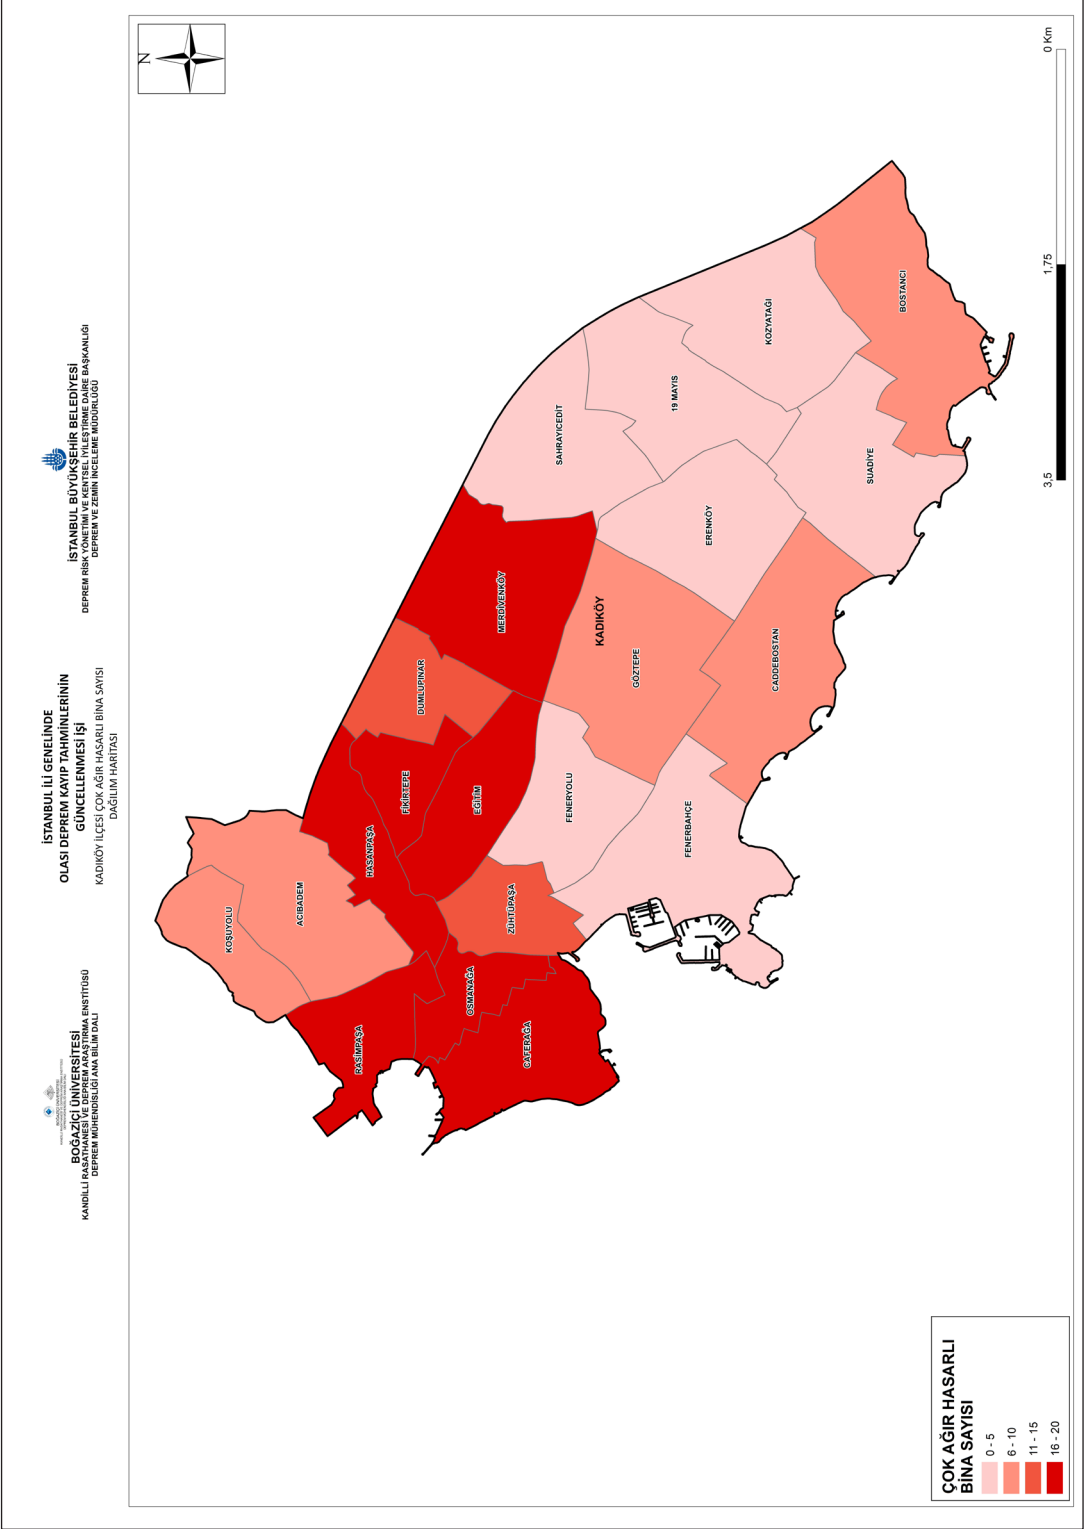 BOĞAZİÇİ ÜNİVERSİTESİ
KANDİLLİ RASATHANESİ VE DEPREM ARAŞTIRMA ENSTİTÜSÜ
DEPREM MÜHENDİSLİĞİ ANA BİLİM DALI
İSTANBUL İLİ GENELİNDE
OLASI DEPREM KAYIP TAHMİNLERİNİN
GÜNCELLENMESİ İŞİ
KADIKÖY İLÇESİ ÇOK AĞIR HASARLI BİNA SAYISI
DAĞILIM HARİTASI
İSTANBUL BÜYÜKŞEHİR BELEDİYESİ
DEPREM RİSK YÖNETİMİ VE KENTSEL İYİLEŞTİRME DAİRE BAŞKANLIĞI
DEPREM VE ZEMİN İNCELEME MÜDÜRLÜĞÜ
N
KOŞUYOLU
ACIBADEM
RASİMPAŞA
HASANPAŞA
FİKİRTEPE
DUMLUPINAR
OSMANAĞA
EĞİTİM
MERDİVENKÖY
ZÜHTÜPAŞA
CAFERAĞA
SAHRAYICEDİT
FENERYOLU
KADIKÖY
GÖZTEPE
19 MAYIS
FENERBAHÇE
ERENKÖY
KOZYATAĞI
CADDEBOSTAN
SUADİYE
BOSTANCI
ÇOK AĞIR HASARLI
BİNA SAYISI
0 - 5
6 - 10
11 - 15
16 - 20
3,5
1,75
0 Km